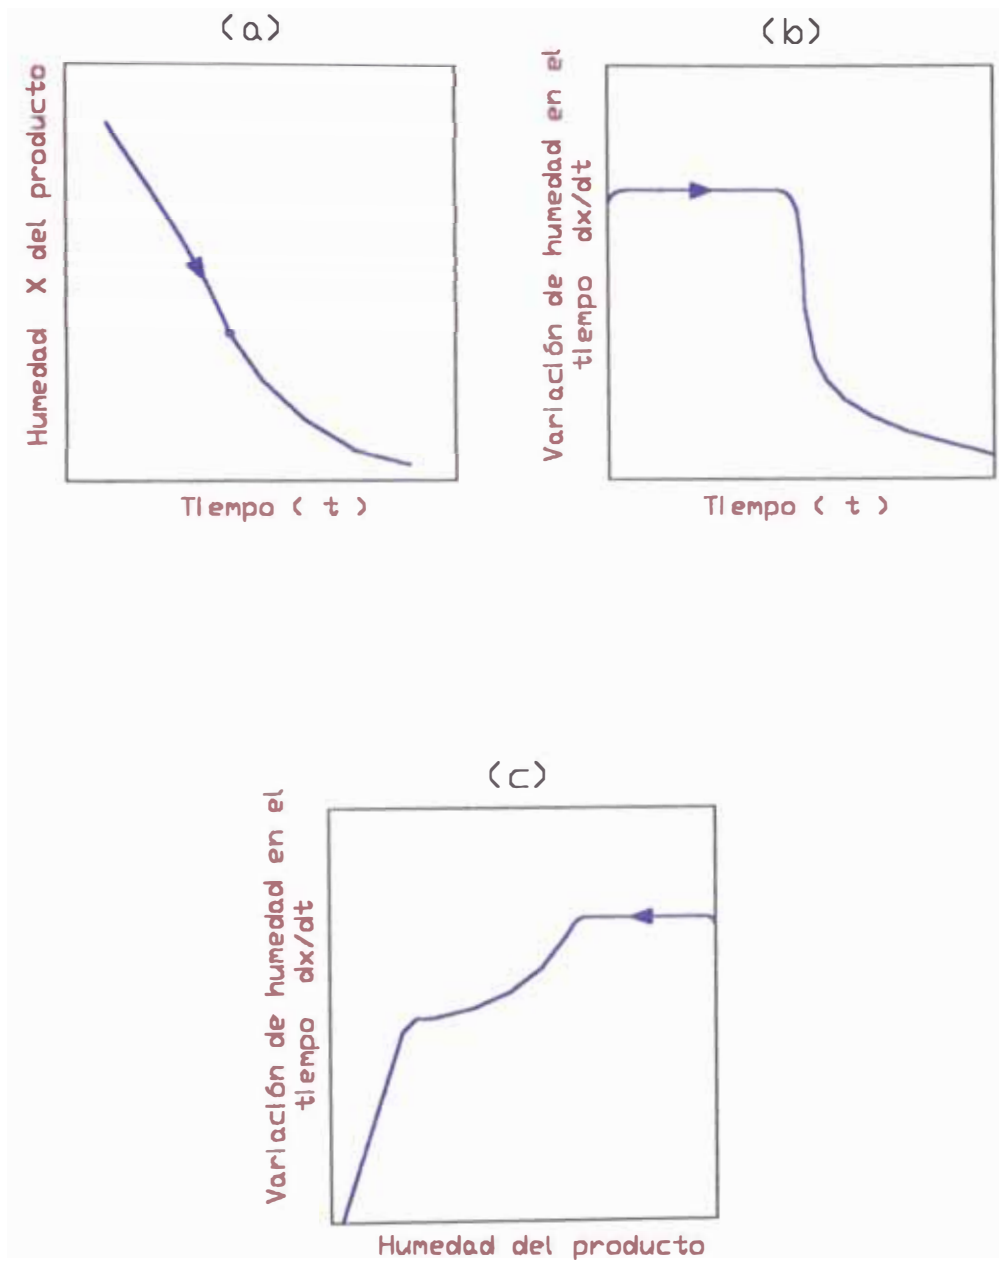 (a)
Humedad X del producto
Tiempo ( t )
(b)
Variación de humedad en el
tiempo dx/dt
Tiempo ( t )
(c)
Variación de humedad en el
tiempo dx/dt
Humedad del producto